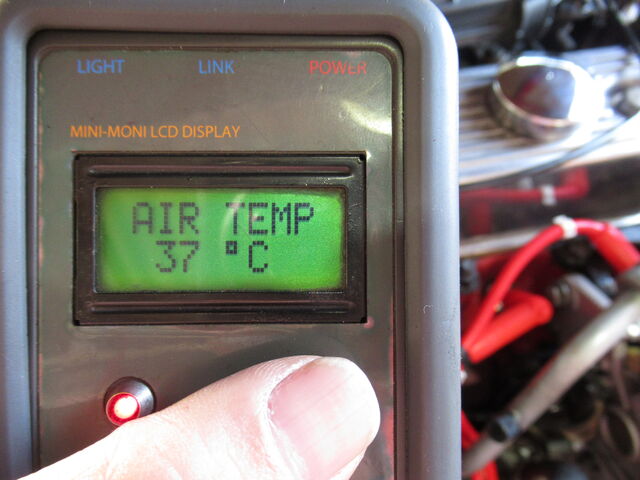 LIGHT LINK POWER
MINI-MONI LCD DISPLAY
AIR TEMP
37 °C